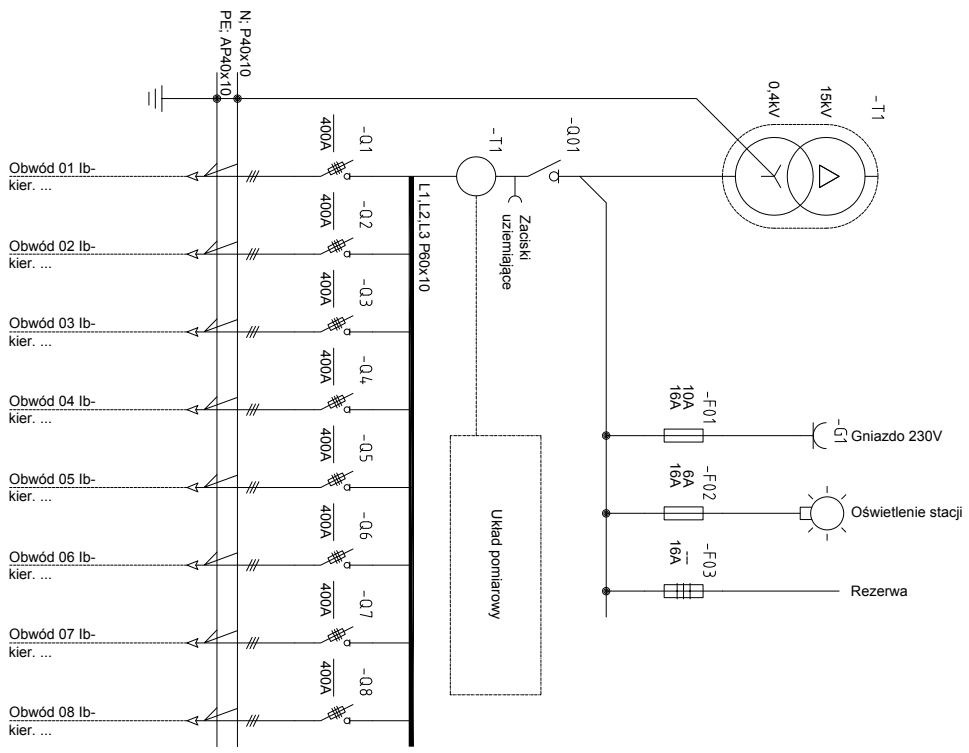 N; P40x10
PE; AP40x10
-T1
15kV
0,4kV
-Q01
-T1
Zaciski
uziemiające
L1,L2,L3 P60x10
-Q1
400A
Obwód 01 Ib-
kier. ...
-Q2
400A
Obwód 02 Ib-
kier. ...
-Q3
400A
Obwód 03 Ib-
kier. ...
-Q4
400A
Obwód 04 Ib-
kier. ...
-Q5
400A
Obwód 05 Ib-
kier. ...
-Q6
400A
Obwód 06 Ib-
kier. ...
-Q7
400A
Obwód 07 Ib-
kier. ...
-Q8
400A
Obwód 08 Ib-
kier. ...
Układ pomiarowy
-F01
10A
16A
-G1
Gniazdo 230V
-F02
6A
16A
Oświetlenie stacji
-F03
--
16A
Rezerwa